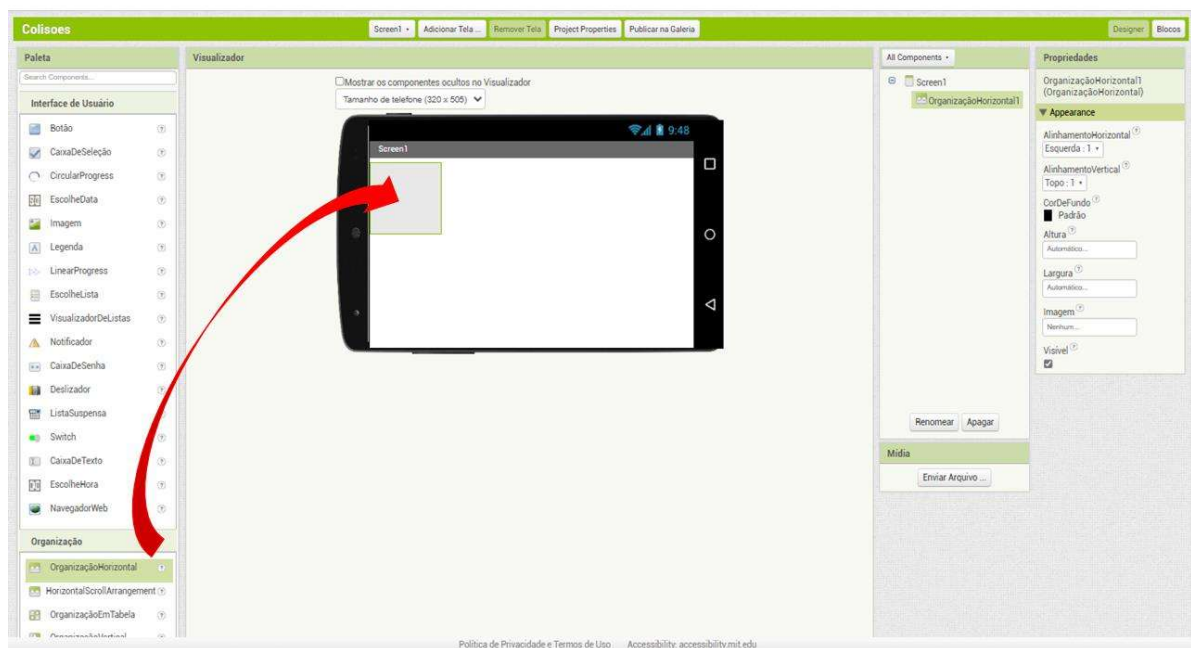 Colisoes
Screen1
Adicionar Tela ...
Remover Tela
Project Properties
Publicar na Galeria
Designer
Blocos
Paleta
Search Components...
Interface de Usuário
Botão
CaixaDeSeleção
CircularProgress
EscolheData
Imagem
Legenda
LinearProgress
EscolheLista
VisualizadorDeListas
Notificador
CaixaDeSenha
Deslizador
ListaSuspensa
Switch
CaixaDeTexto
EscolheHora
NavegadorWeb
Organização
OrganizaçãoHorizontal
HorizontalScrollArrangement
OrganizaçãoEmTabela
OrganizaçãoVertical
Visualizador
Mostrar os componentes ocultos no Visualizador
Tamanho de telefone (320 x 505)
9:48
Screen1
All Components
Screen1
OrganizaçãoHorizontal1
Renomear
Apagar
Mídia
Enviar Arquivo ...
Propriedades
OrganizaçãoHorizontal1
(OrganizaçãoHorizontal)
Appearance
AlinhamentoHorizontal
Esquerda : 1
AlinhamentoVertical
Topo : 1
CorDeFundo
Padrão
Altura
Automático...
Largura
Automático...
Imagem
Nenhum...
Visível
Política de Privacidade e Termos de Uso
Accessibility: accessibility.mit.edu